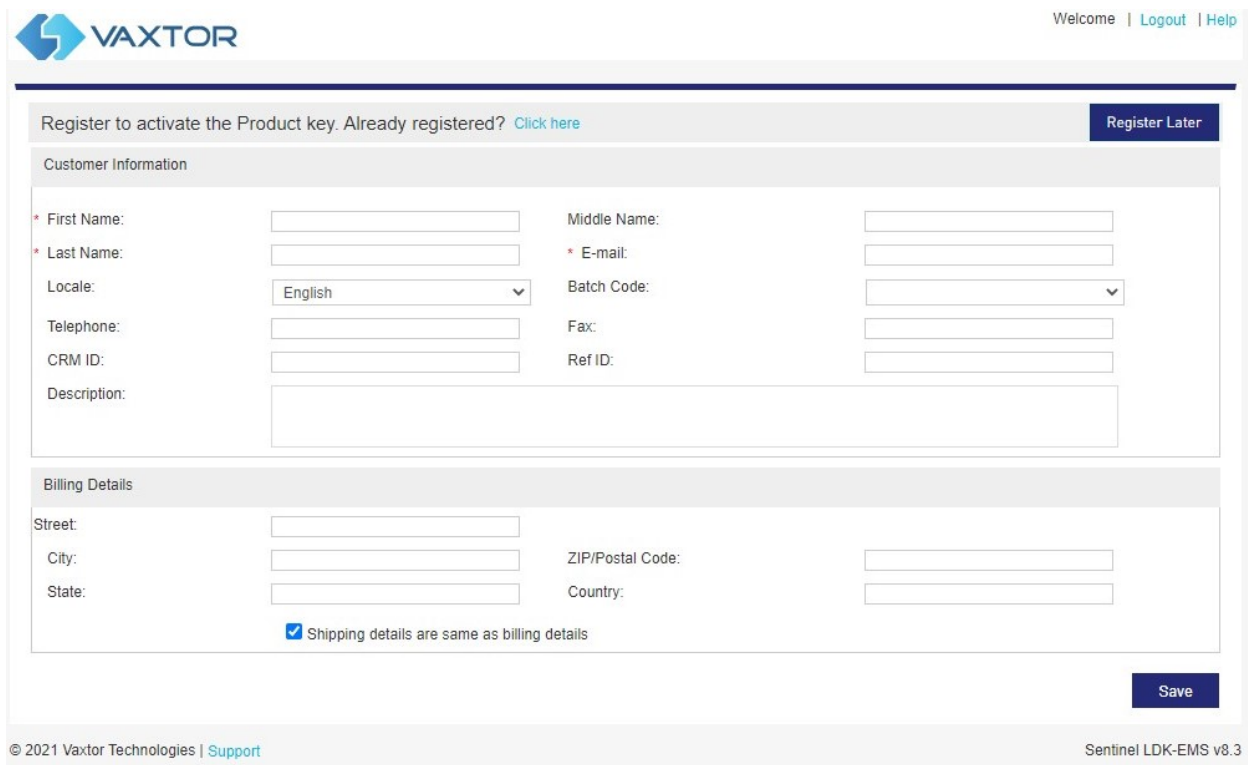 VAXTOR
Welcome | Logout | Help
Register to activate the Product key. Already registered? Click here
Register Later
Customer Information
* First Name:
Middle Name:
* Last Name:
* E-mail:
Locale:
English
Batch Code:
Telephone:
Fax:
CRM ID:
Ref ID:
Description:
Billing Details
Street:
City:
ZIP/Postal Code:
State:
Country:
Shipping details are same as billing details
Save
© 2021 Vaxtor Technologies | Support
Sentinel LDK-EMS v8.3